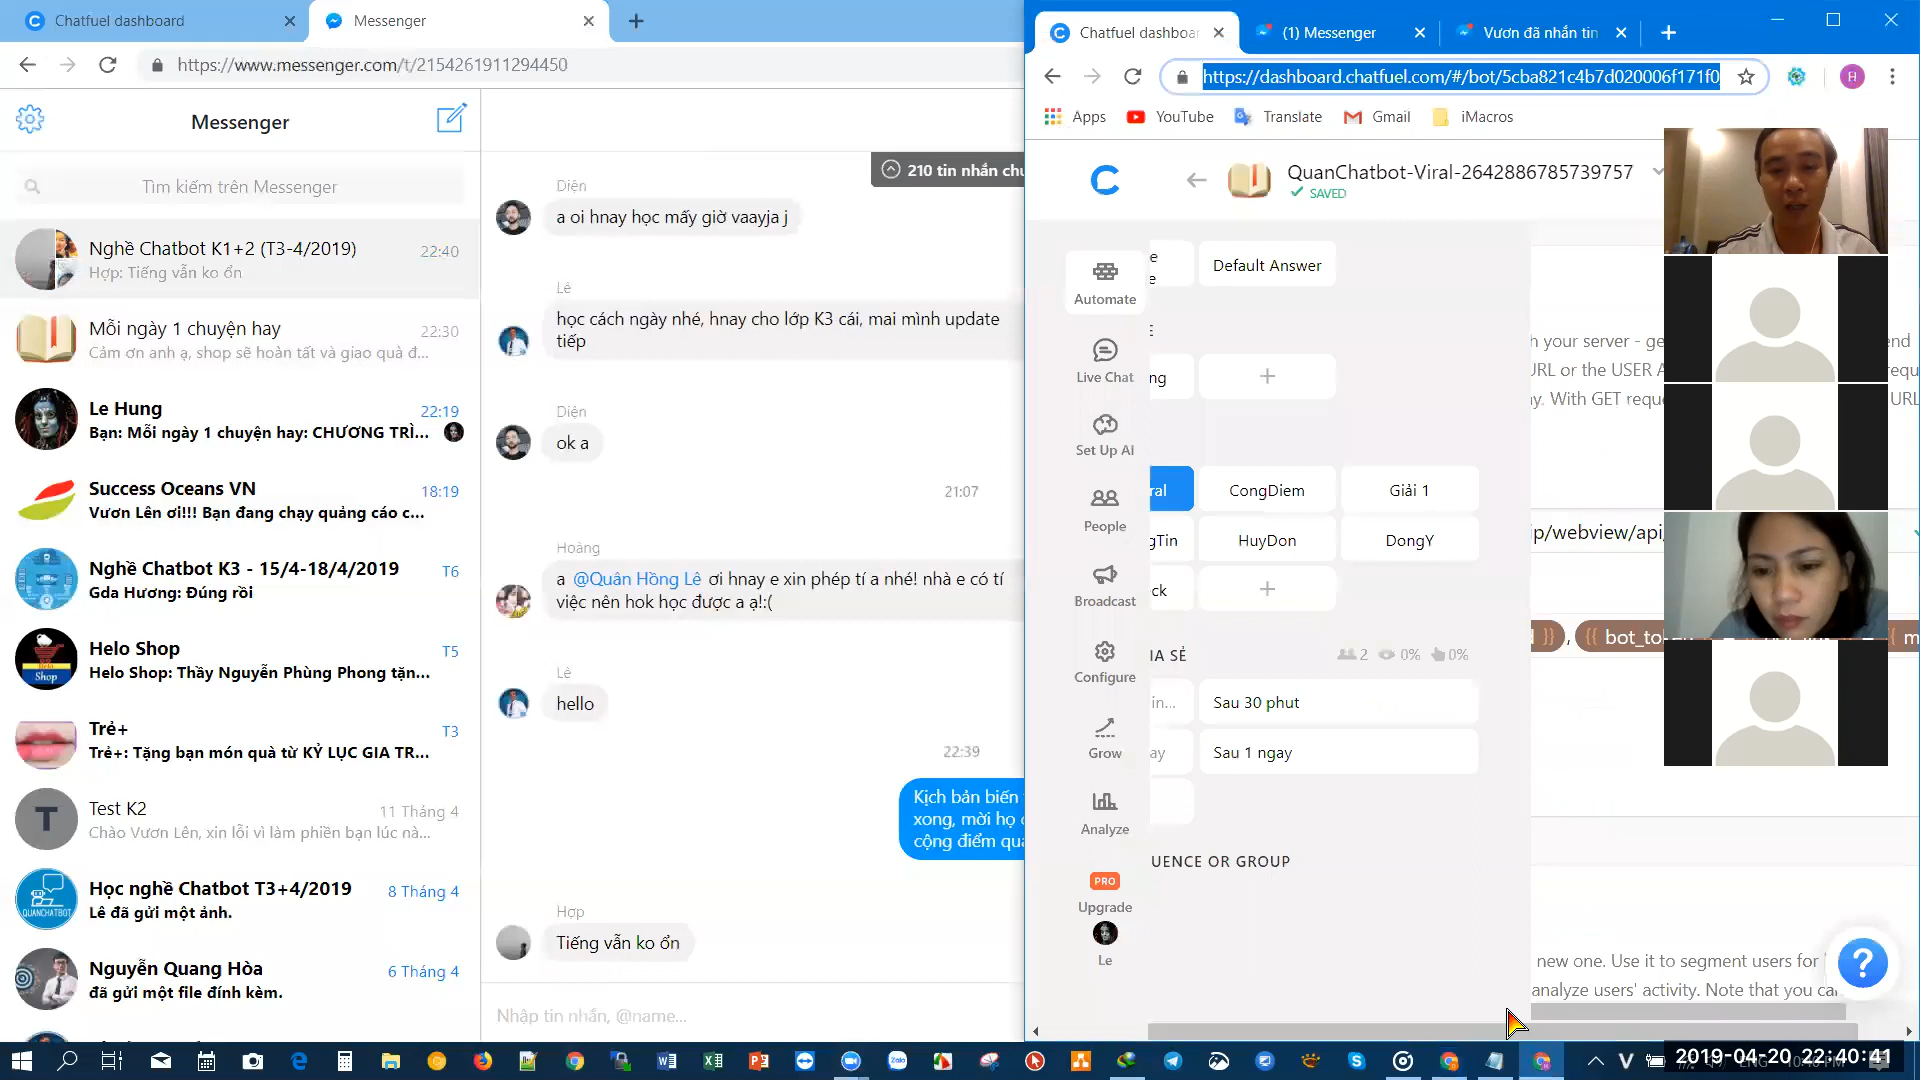 Chatfuel dashboard
Messenger
https://www.messenger.com/t/2154261911294450
Messenger
Tìm kiếm trên Messenger
Nghề Chatbot K1+2 (T3-4/2019)
22:40
Hợp: Tiếng vẫn ko ổn
Mỗi ngày 1 chuyện hay
22:30
Cảm ơn anh ạ, shop sẽ hoàn tất và giao quà đ...
Le Hung
22:19
Bạn: Mỗi ngày 1 chuyện hay: CHƯƠNG TRÌ...
Success Oceans VN
18:19
Vươn Lên ơi!!! Bạn đang chạy quảng cáo c...
Nghề Chatbot K3 - 15/4-18/4/2019
T6
Gda Hương: Đúng rồi
Helo Shop
T5
Helo Shop: Thầy Nguyễn Phùng Phong tặn...
Trẻ+
T3
Trẻ+: Tặng bạn món quà từ KỶ LỤC GIA TR...
Test K2
11 Tháng 4
Chào Vươn Lên, xin lỗi vì làm phiền bạn lúc nà...
Học nghề Chatbot T3+4/2019
8 Tháng 4
Lê đã gửi một ảnh.
Nguyễn Quang Hòa
6 Tháng 4
đã gửi một file đính kèm.
210 tin nhắn
Diện
a oi hnay học mấy giờ vaayja j
Lê
học cách ngày nhé, hnay cho lớp K3 cái, mai mình update
tiếp
Diện
ok a
21:07
Hoàng
a @Quân Hồng Lê ơi hnay e xin phép tí a nhé! nhà e có tí
việc nên hok học được a ạ!:(
Lê
hello
22:39
Kịch bản biến
xong, mời họ
cộng điểm
Hợp
Tiếng vẫn ko ổn
Nhập tin nhắn, @name...
Chatfuel dashboar
(1) Messenger
Vươn đã nhắn tin
https://dashboard.chatfuel.com/#/bot/5cba821c4b7d020006f171f0
Apps
YouTube
Translate
Gmail
iMacros
QuanChatbot-Viral-2642886785739757
SAVED
Automate
Live Chat
Set Up AI
People
Broadcast
Configure
Grow
Analyze
PRO
Upgrade
Le
Default Answer
ng
ral
CongDiem
Giải 1
gTin
HuyDon
DongY
ck
IA SẺ
2
0%
0%
in...
Sau 30 phut
ay
Sau 1 ngay
UENCE OR GROUP
h your server - ge
end
URL or the USER A
requ
y. With GET reque
URL
ip/webview/api,
}} , {{
new one. Use it to segment users for
analyze users' activity. Note that you ca
?
2019-04-20 22:40:41